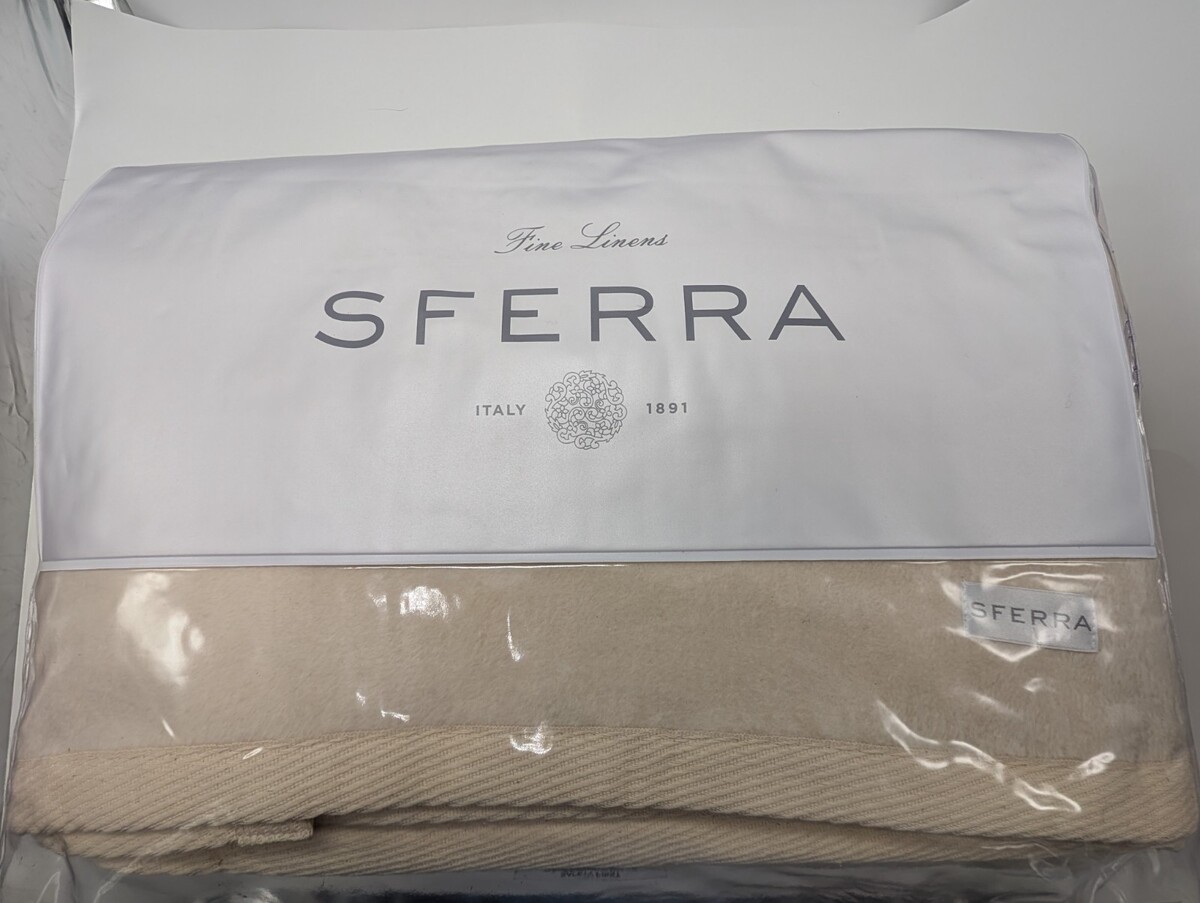 Fine Linens
SFERRA
ITALY 1891
SFERRA